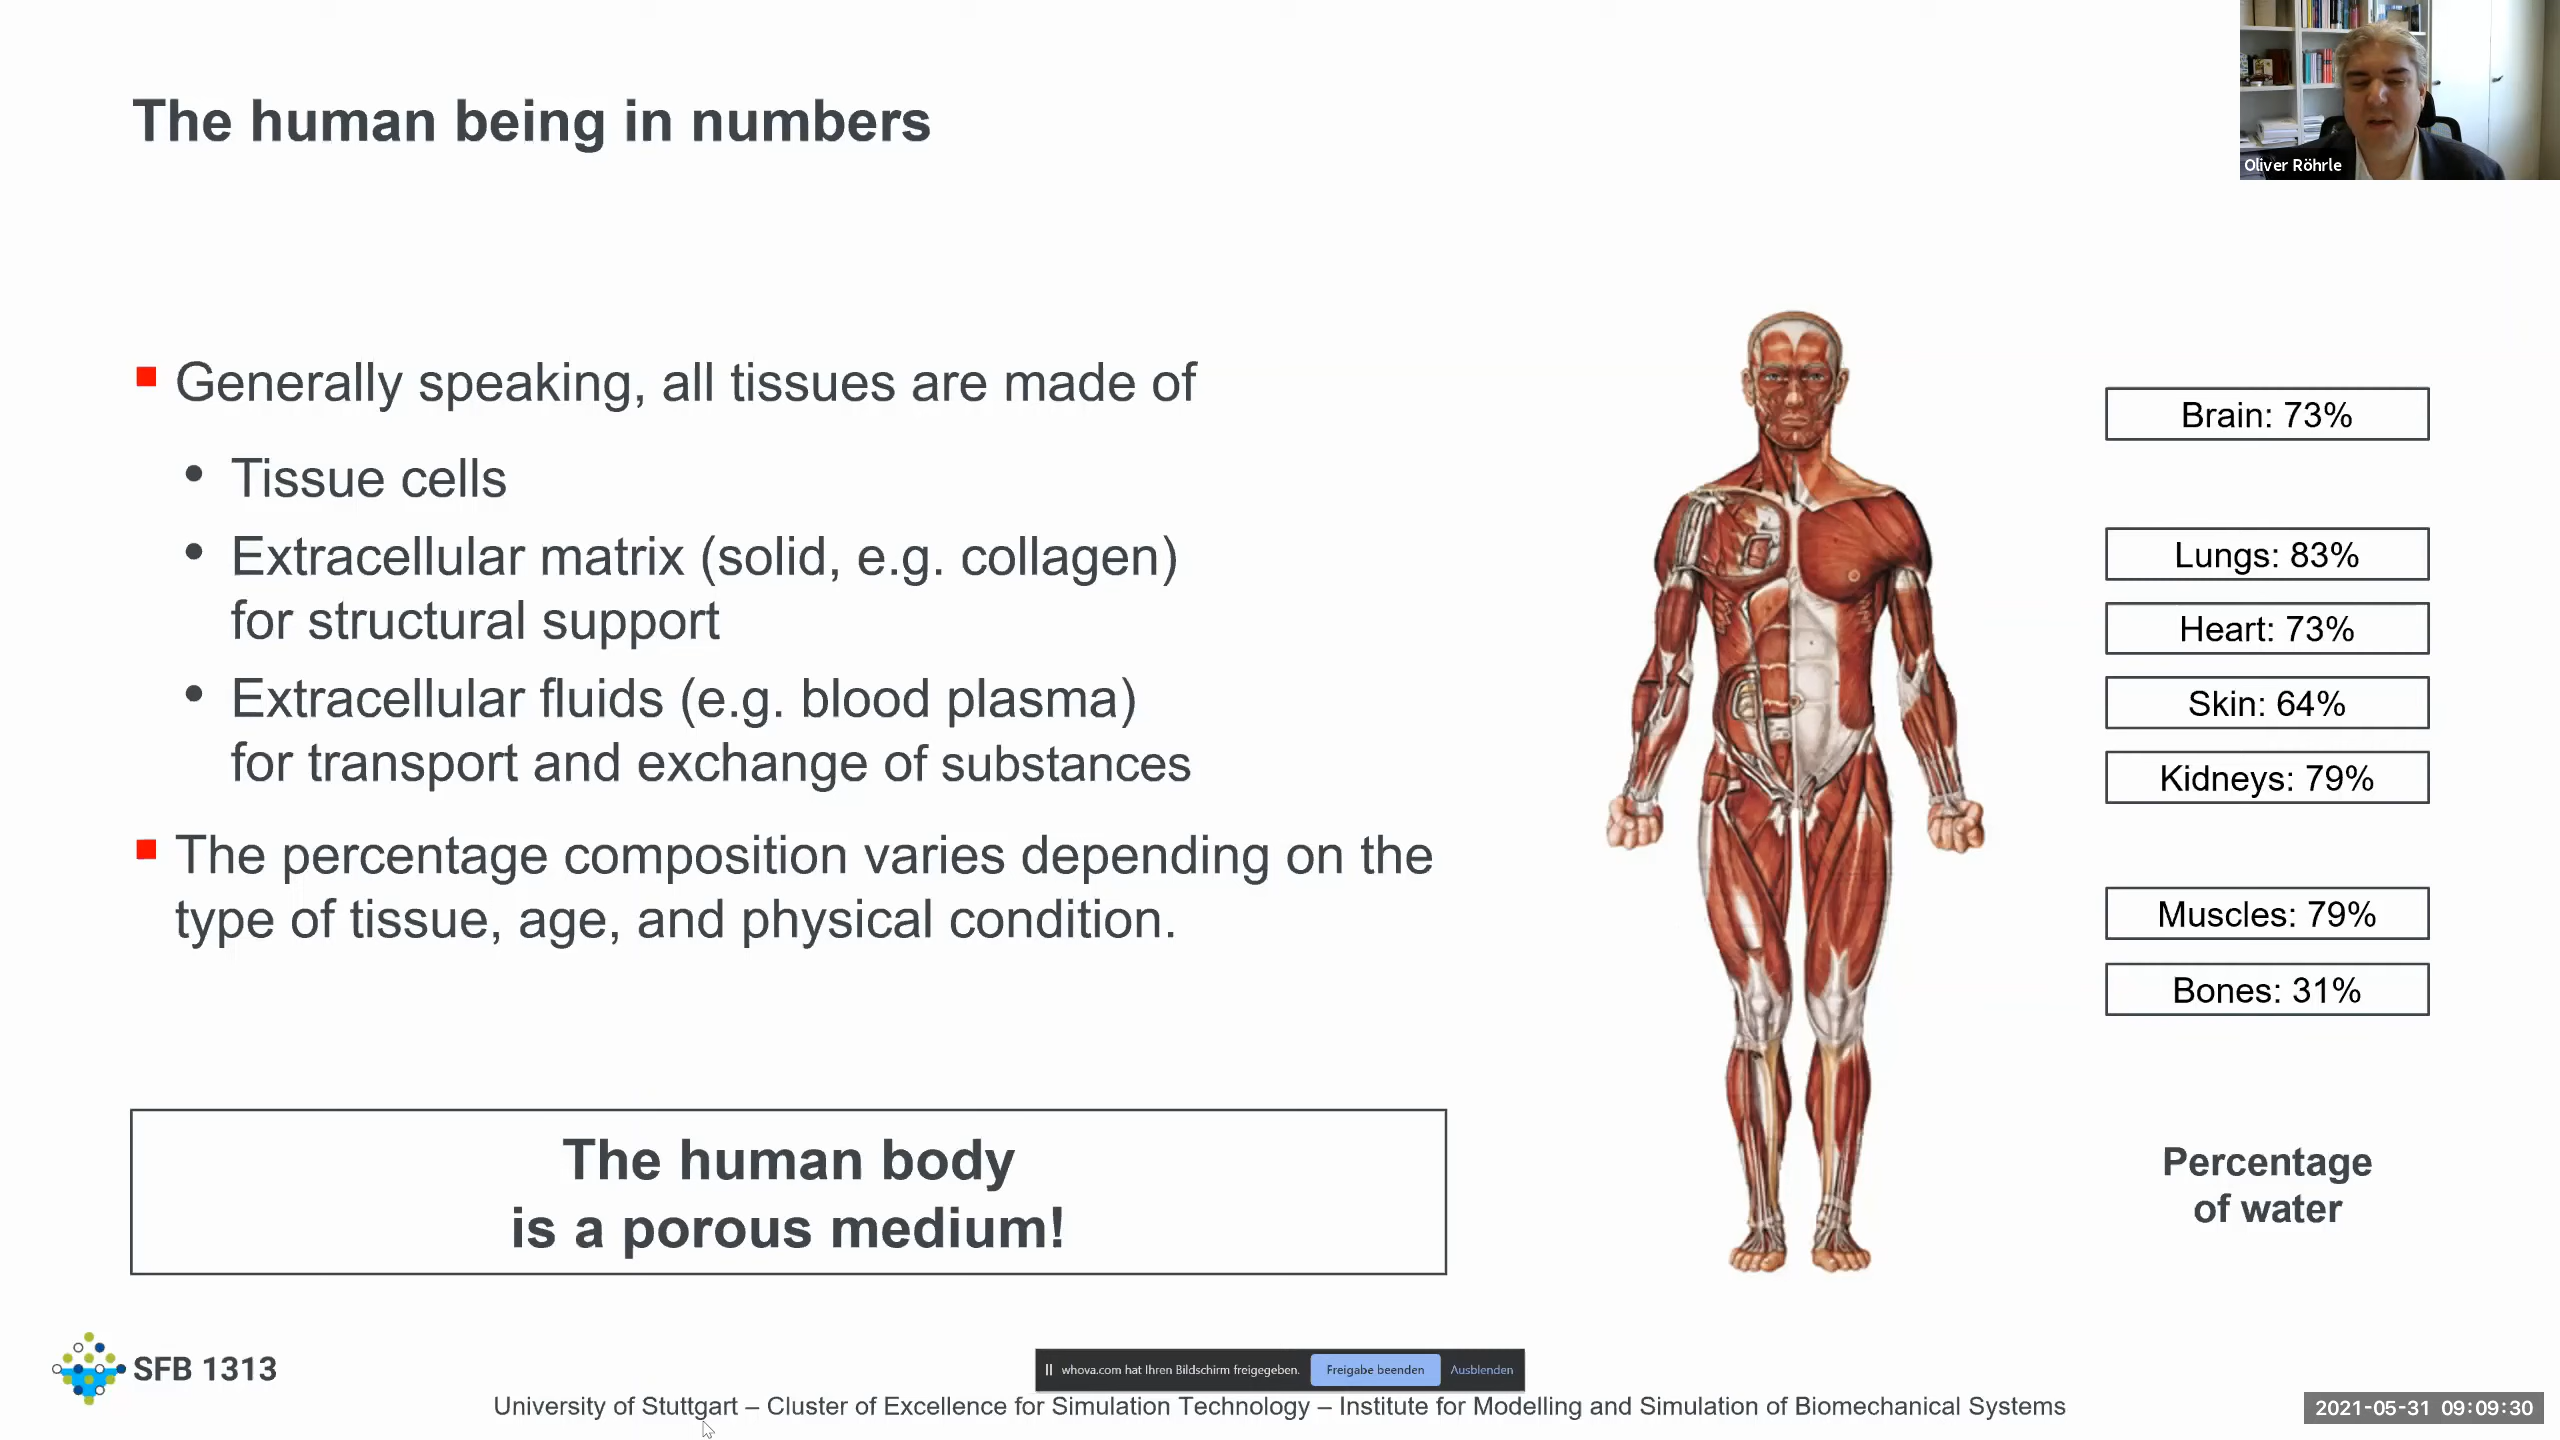 The human being in numbers
Oliver Röhrle
Generally speaking, all tissues are made of
Tissue cells
Extracellular matrix (solid, e.g. collagen)
for structural support
Extracellular fluids (e.g. blood plasma)
for transport and exchange of substances
The percentage composition varies depending on the
type of tissue, age, and physical condition.
The human body
is a porous medium!
Brain: 73%
Lungs: 83%
Heart: 73%
Skin: 64%
Kidneys: 79%
Muscles: 79%
Bones: 31%
Percentage
of water
SFB 1313
whova.com hat Ihren Bildschirm freigegeben. Freigabe beenden Ausblenden
University of Stuttgart – Cluster of Excellence for Simulation Technology – Institute for Modelling and Simulation of Biomechanical Systems
2021-05-31 09:09:30